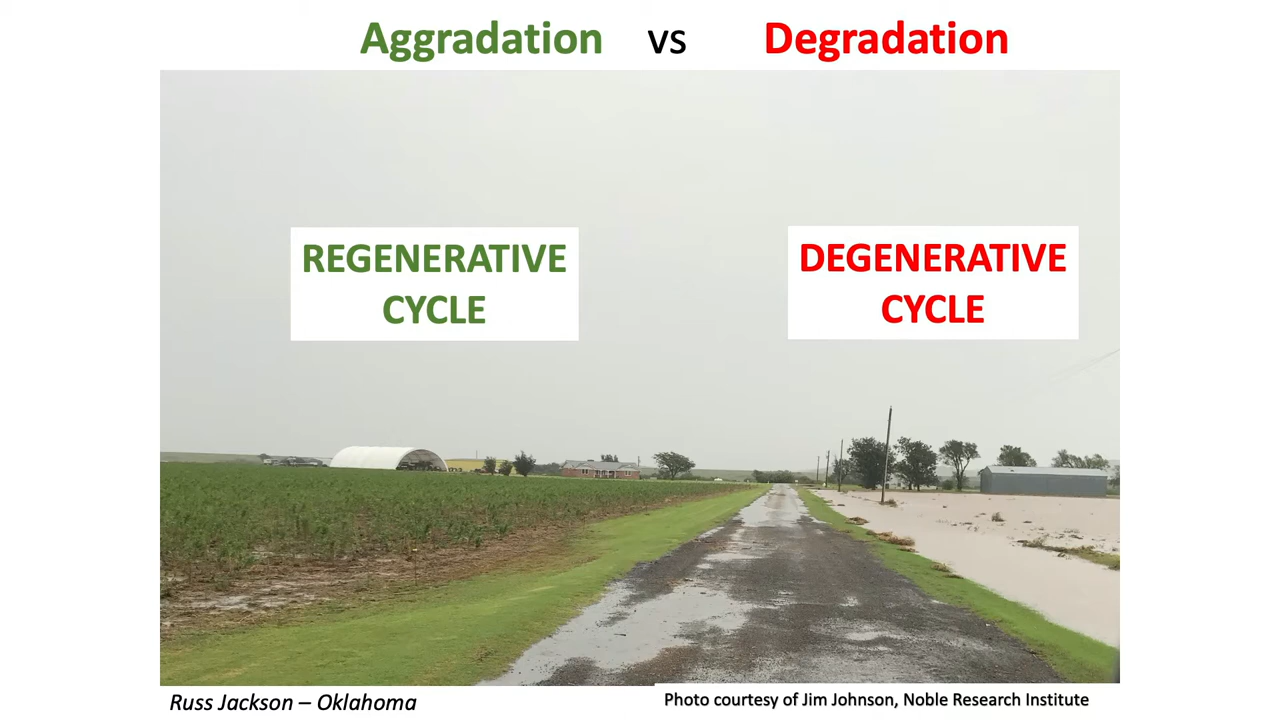 Aggradation vs Degradation
REGENERATIVE
CYCLE
DEGENERATIVE
CYCLE
Russ Jackson – Oklahoma
Photo courtesy of Jim Johnson, Noble Research Institute